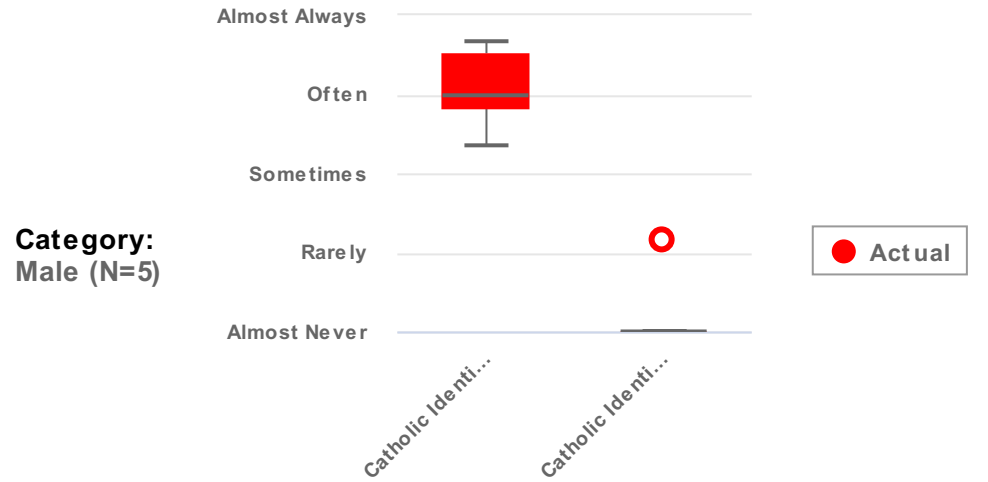 Almost Always
Often
Sometimes
Rarely
Almost Never
Category:
Male (N=5)
Actual
Catholic Identi...
Catholic Identi...